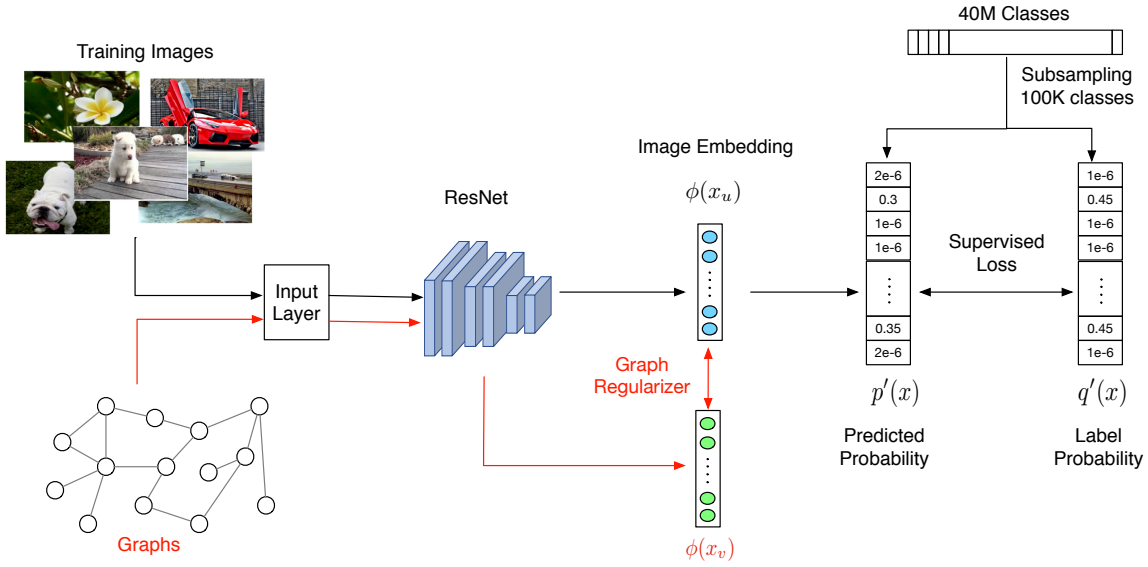 40M Classes
Training Images
Subsampling
100K classes
Image Embedding
ϕ(x_u)
ResNet
2e-6
0.3
1e-6
1e-6
0.35
2e-6
1e-6
0.45
1e-6
1e-6
0.45
1e-6
Supervised
Loss
Input
Layer
Graph
Regularizer
p′(x)
q′(x)
Predicted
Probability
Label
Probability
Graphs
ϕ(x_v)